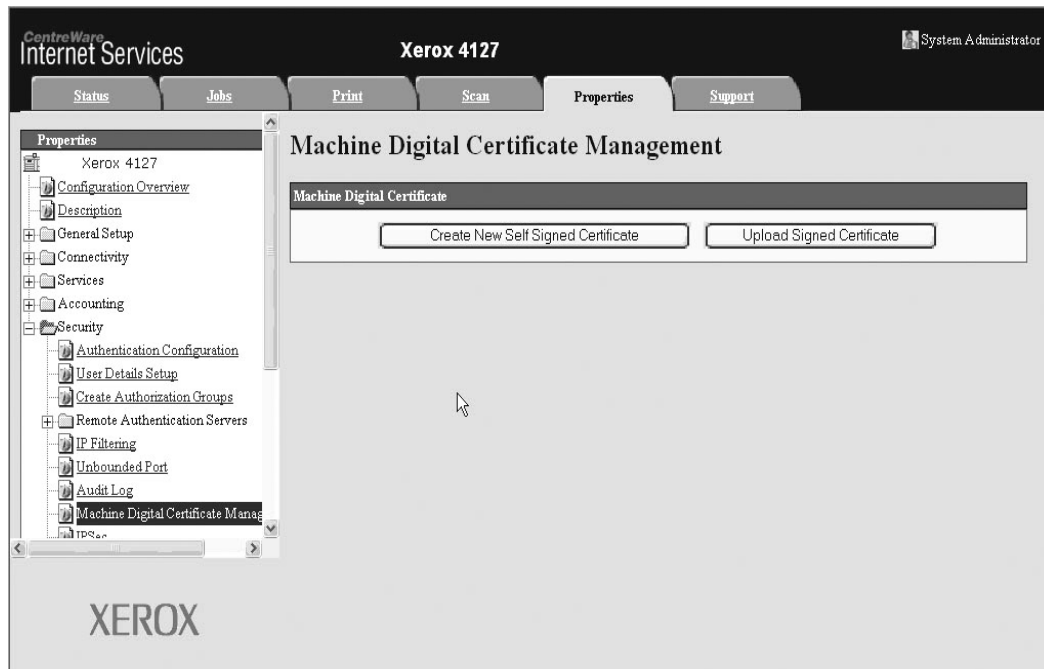 CentreWare
Internet Services
Xerox 4127
System Administrator
Status
Jobs
Print
Scan
Properties
Support
Properties
Xerox 4127
Configuration Overview
Description
General Setup
Connectivity
Services
Accounting
Security
Authentication Configuration
User Details Setup
Create Authorization Groups
Remote Authentication Servers
IP Filtering
Unbounded Port
Audit Log
Machine Digital Certificate Manag
IPSec
Machine Digital Certificate Management
Machine Digital Certificate
Create New Self Signed Certificate
Upload Signed Certificate
XEROX